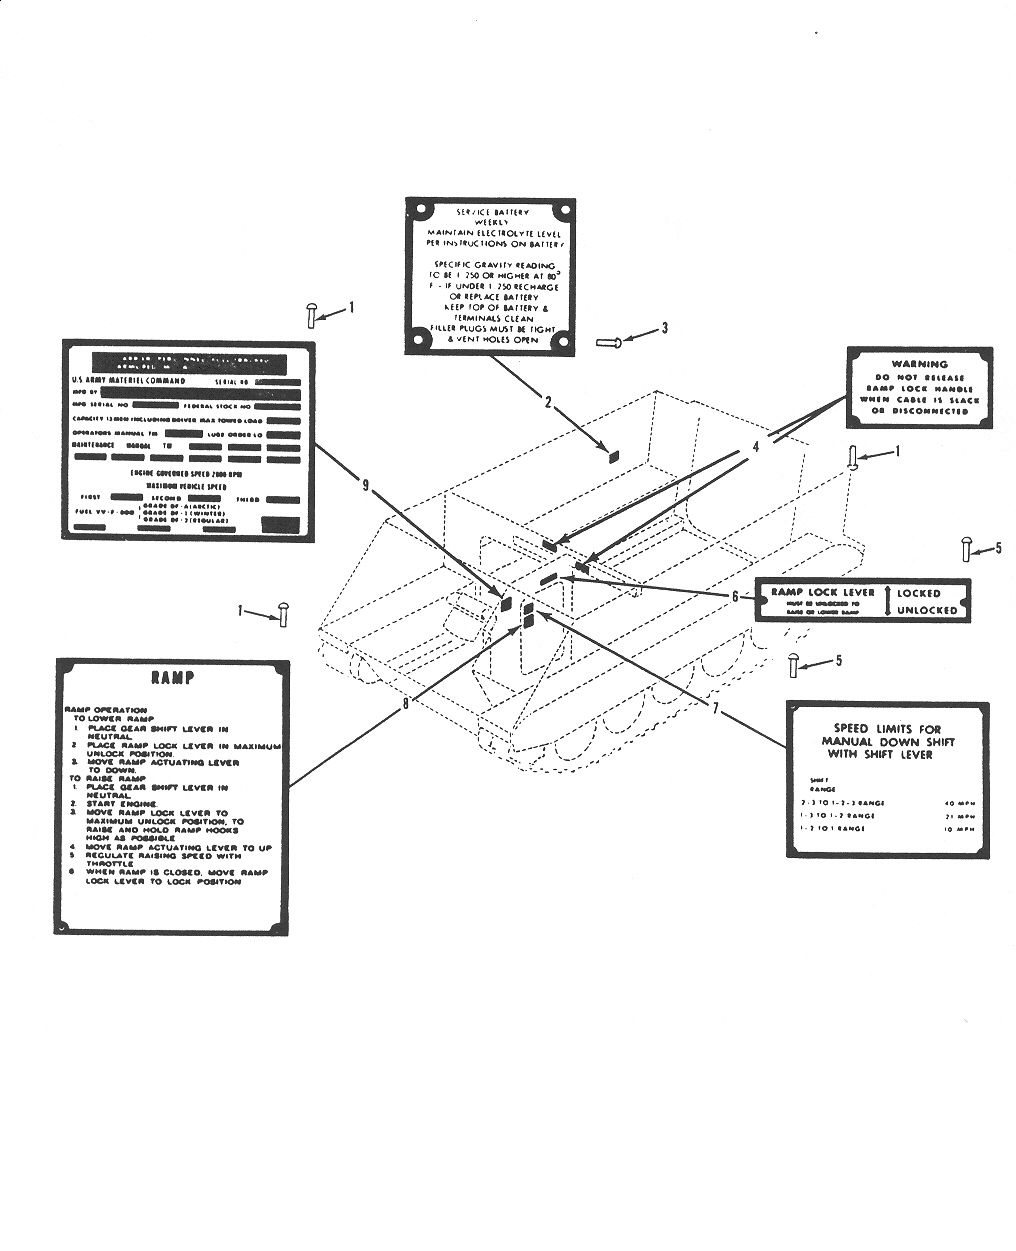 SERVICE BATTERY
WEEKLY
MAINTAIN ELECTROLYTE LEVEL
PER INSTRUCTIONS ON BATTERY
SPECIFIC GRAVITY READING
TO BE 1 250 OR HIGHER AT 80°
F - IF UNDER 1 250 RECHARGE
OR REPLACE BATTERY
KEEP TOP OF BATTERY &
TERMINALS CLEAN
FILLER PLUGS MUST BE TIGHT
& VENT HOLES OPEN
1
3
2
U.S. ARMY MATERIEL COMMAND SERIAL NO
MFG BY
MFG SERIAL NO FEDERAL STOCK NO
CAPACITY 13 MEN INCLUDING DRIVER MAX TOWED LOAD
OPERATORS MANUAL TM LUBE ORDER LO
MAINTENANCE MANUAL TM
ENGINE GOVERNED SPEED 2800 RPM
MAXIMUM VEHICLE SPEED
FIRST SECOND THIRD
FUEL VV-F-800
GRADE DF-A (ARCTIC)
GRADE DF-1 (WINTER)
GRADE DF-2 (REGULAR)
9
WARNING
DO NOT RELEASE
RAMP LOCK HANDLE
WHEN CABLE IS SLACK
OR DISCONNECTED
4
1
5
RAMP LOCK LEVER
MUST BE UNLOCKED TO
RAISE OR LOWER RAMP
LOCKED
UNLOCKED
6
1
5
RAMP
RAMP OPERATION
TO LOWER RAMP
1. PLACE GEAR SHIFT LEVER IN
NEUTRAL
2. PLACE RAMP LOCK LEVER IN MAXIMUM
UNLOCK POSITION.
3. MOVE RAMP ACTUATING LEVER
TO DOWN.
TO RAISE RAMP
1. PLACE GEAR SHIFT LEVER IN
NEUTRAL.
2. START ENGINE.
3. MOVE RAMP LOCK LEVER TO
MAXIMUM UNLOCK POSITION, TO
RAISE AND HOLD RAMP HOOKS
HIGH AS POSSIBLE
4 MOVE RAMP ACTUATING LEVER TO UP
5 REGULATE RAISING SPEED WITH
THROTTLE
6 WHEN RAMP IS CLOSED, MOVE RAMP
LOCK LEVER TO LOCK POSITION
8
7
SPEED LIMITS FOR
MANUAL DOWN SHIFT
WITH SHIFT LEVER
SHIFT
RANGE
2-3 TO 1-2-3 RANGE 40 MPH
1-3 TO 1-2 RANGE 21 MPH
1-2 TO 1 RANGE 10 MPH